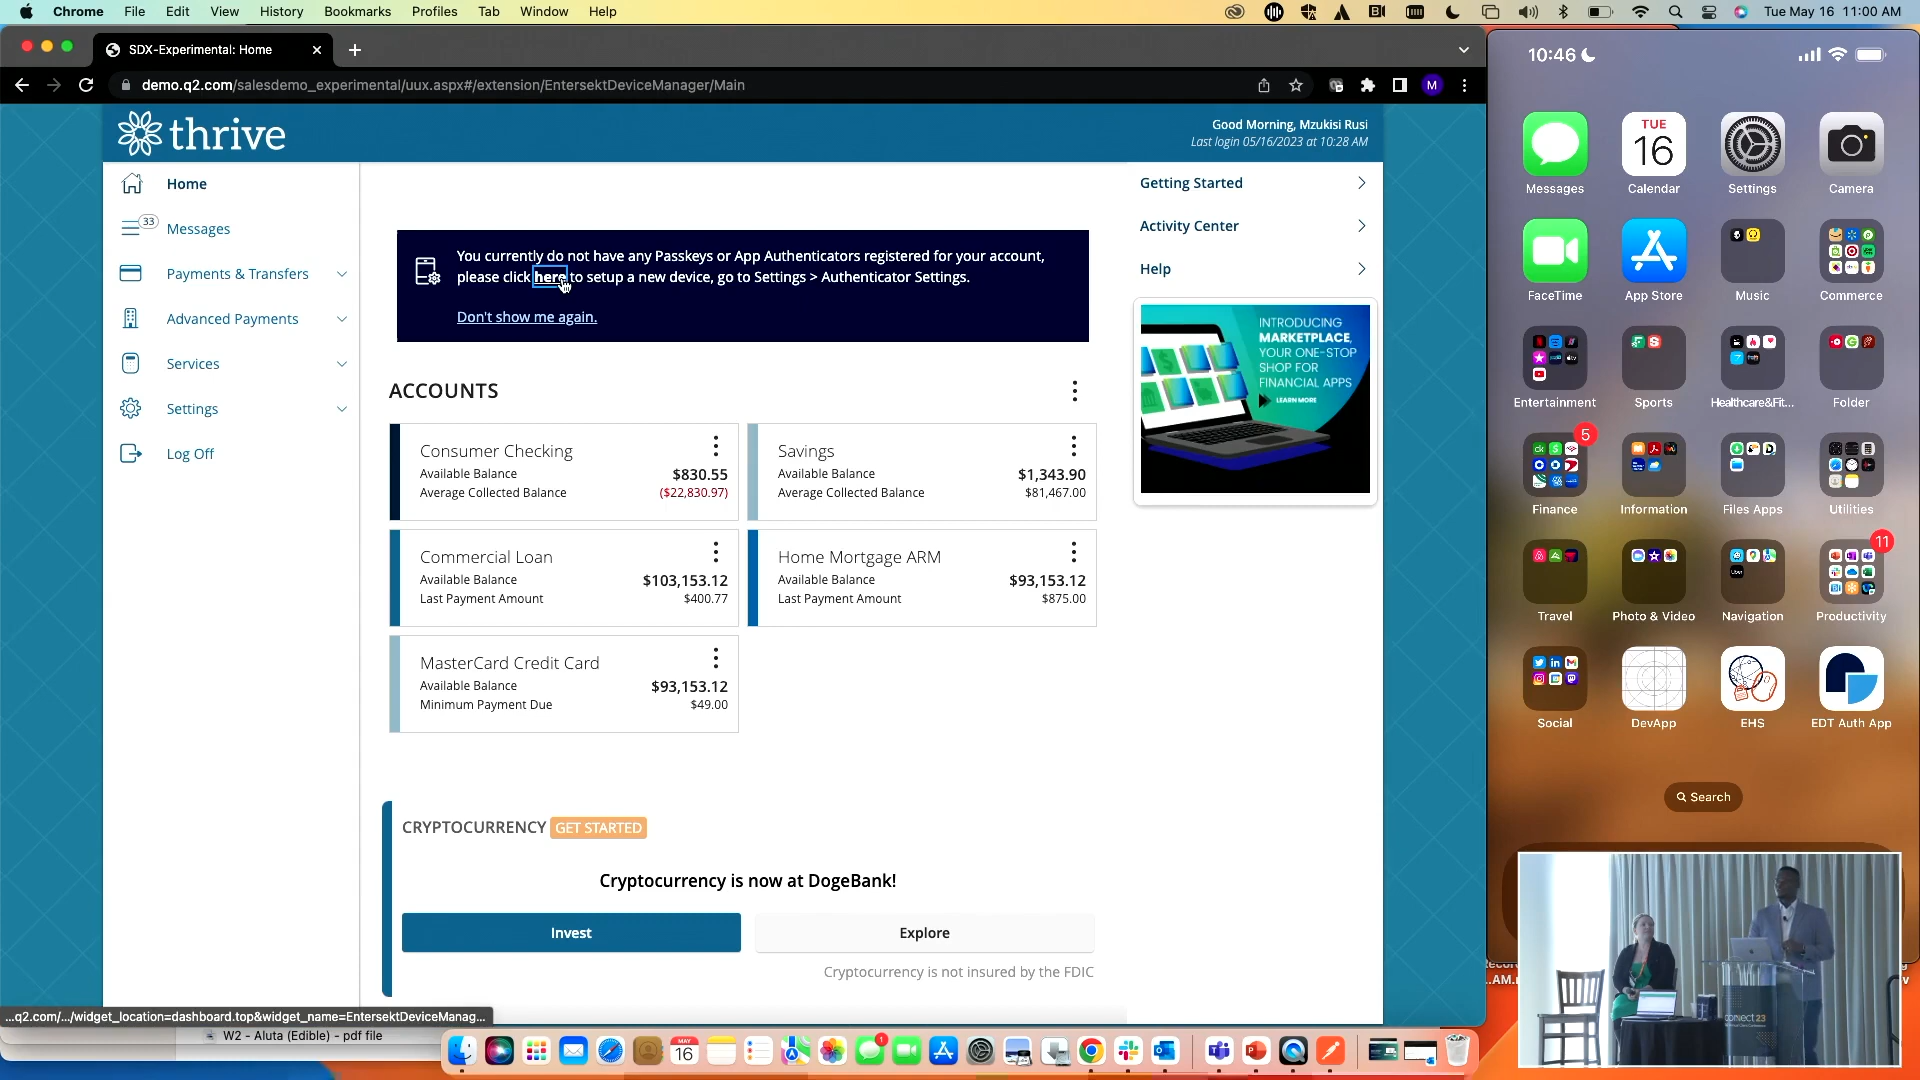 Chrome File Edit View History Bookmarks Profiles Tab Window Help
Tue May 16 11:00 AM
SDX-Experimental: Home
demo.q2.com/salesdemo_experimental/uux.aspx#/extension/EntersektDeviceManager/Main
M
thrive
Good Morning, Mzukisi Rusi
Last login 05/16/2023 at 10:28 AM
Home
33
Messages
Payments & Transfers
Advanced Payments
Services
Settings
Log Off
You currently do not have any Passkeys or App Authenticators registered for your account,
please click here to setup a new device, go to Settings > Authenticator Settings.
Don't show me again.
ACCOUNTS
Consumer Checking
Available Balance $830.55
Average Collected Balance ($22,830.97)
Savings
Available Balance $1,343.90
Average Collected Balance $81,467.00
Commercial Loan
Available Balance $103,153.12
Last Payment Amount $400.77
Home Mortgage ARM
Available Balance $93,153.12
Last Payment Amount $875.00
MasterCard Credit Card
Available Balance $93,153.12
Minimum Payment Due $49.00
CRYPTOCURRENCY GET STARTED
Cryptocurrency is now at DogeBank!
Invest
Explore
Cryptocurrency is not insured by the FDIC
Getting Started
Activity Center
Help
INTRODUCING
MARKETPLACE,
YOUR ONE-STOP
SHOP FOR
FINANCIAL APPS
LEARN MORE
...q2.com/.../widget_location=dashboard.top&widget_name=EntersektDeviceManag...
W2 - Aluta (Edible) - pdf file
MAY
16
1
10:46
TUE
16
Messages Calendar Settings Camera
FaceTime App Store Music Commerce
Entertainment Sports Healthcare&Fit... Folder
5
Finance Information Files Apps Utilities
11
Travel Photo & Video Navigation Productivity
Social DevApp EHS EDT Auth App
Search
.AM.r
connect 23